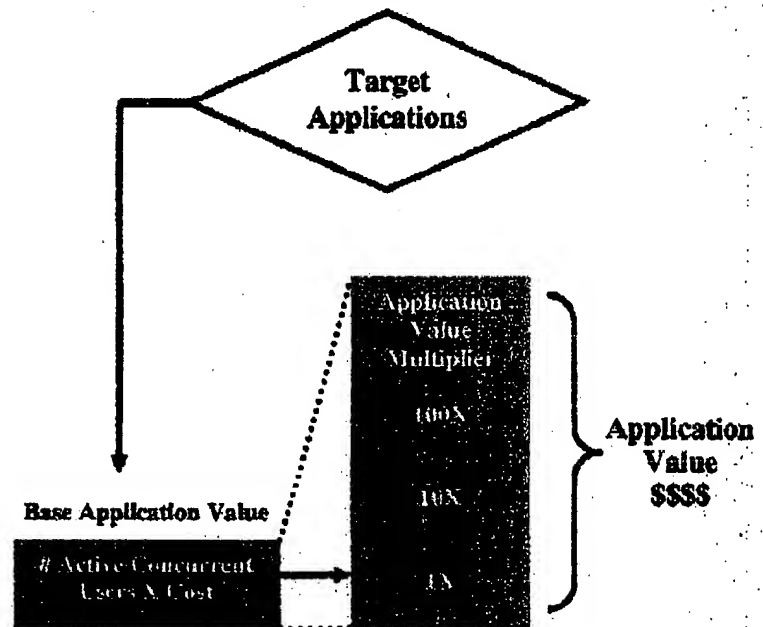 Target
Applications
Application
Value
Multiplier
100X
10X
1X
Application
Value
$$$$
Base Application Value
# Active Concurrent
Users X Cost